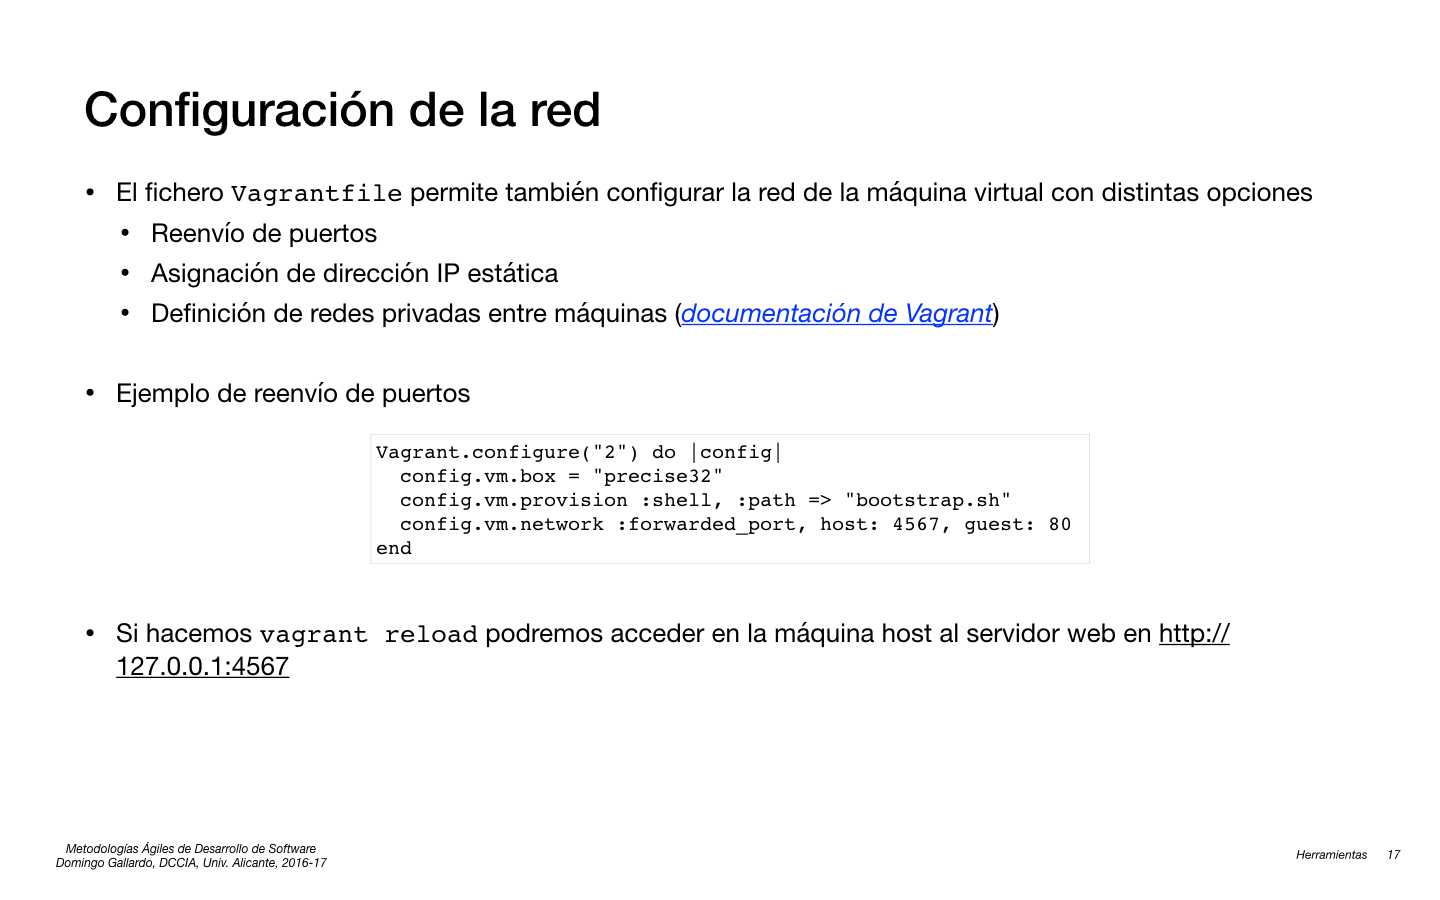 Configuración de la red
• El fichero Vagrantfile permite también configurar la red de la máquina virtual con distintas opciones
• Reenvío de puertos
• Asignación de dirección IP estática
• Definición de redes privadas entre máquinas (documentación de Vagrant)
• Ejemplo de reenvío de puertos
Vagrant.configure("2") do |config|
  config.vm.box = "precise32"
  config.vm.provision :shell, :path => "bootstrap.sh"
  config.vm.network :forwarded_port, host: 4567, guest: 80
end
• Si hacemos vagrant reload podremos acceder en la máquina host al servidor web en http://
127.0.0.1:4567
Metodologías Ágiles de Desarrollo de Software
Domingo Gallardo, DCCIA, Univ. Alicante, 2016-17
Herramientas 17